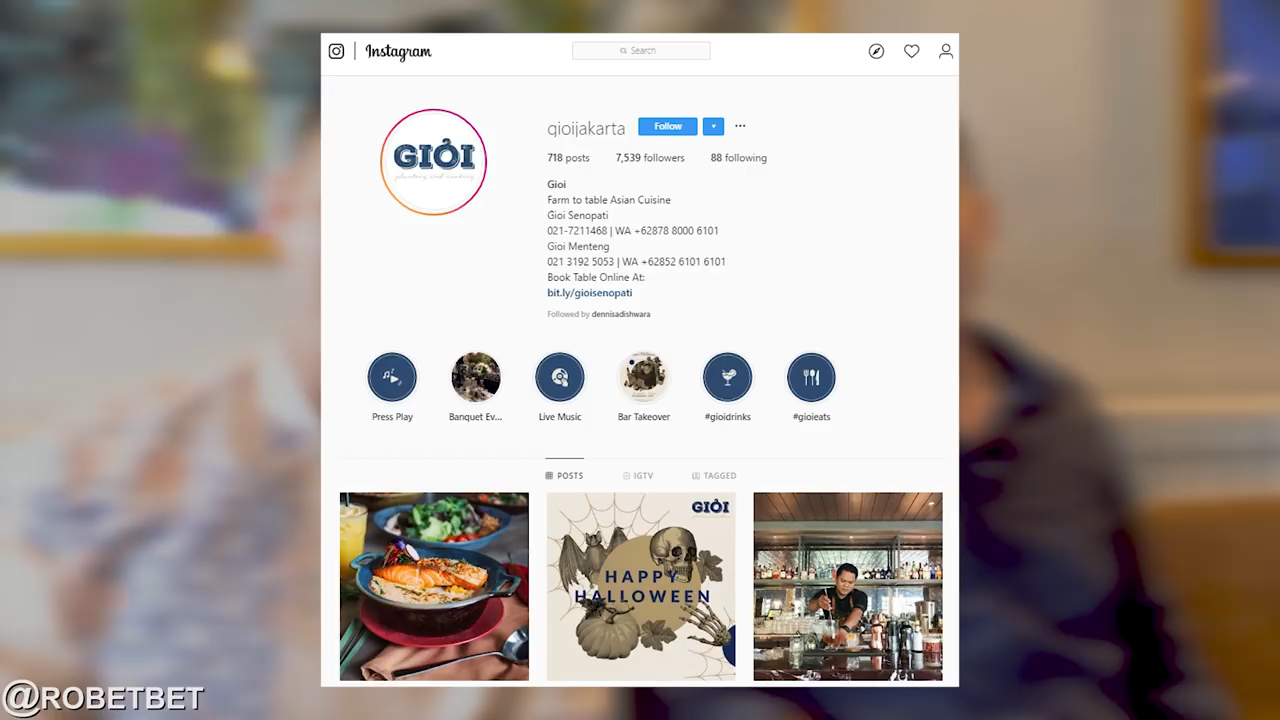 Instagram
Search
gioijakarta
Follow
718 posts 7,539 followers 88 following
GIỎI
Gioi
Farm to table Asian Cuisine
Gioi Senopati
021-7211468 | WA +62878 8000 6101
Gioi Menteng
021 3192 5053 | WA +62852 6101 6101
Book Table Online At:
bit.ly/gioisenopati
Followed by dennisadishwara
Press Play
Banquet Ev...
Live Music
Bar Takeover
#gioidrinks
#gioieats
POSTS IGTV TAGGED
GIỎI
HAPPY
HALLOWEEN
@ROBETBET